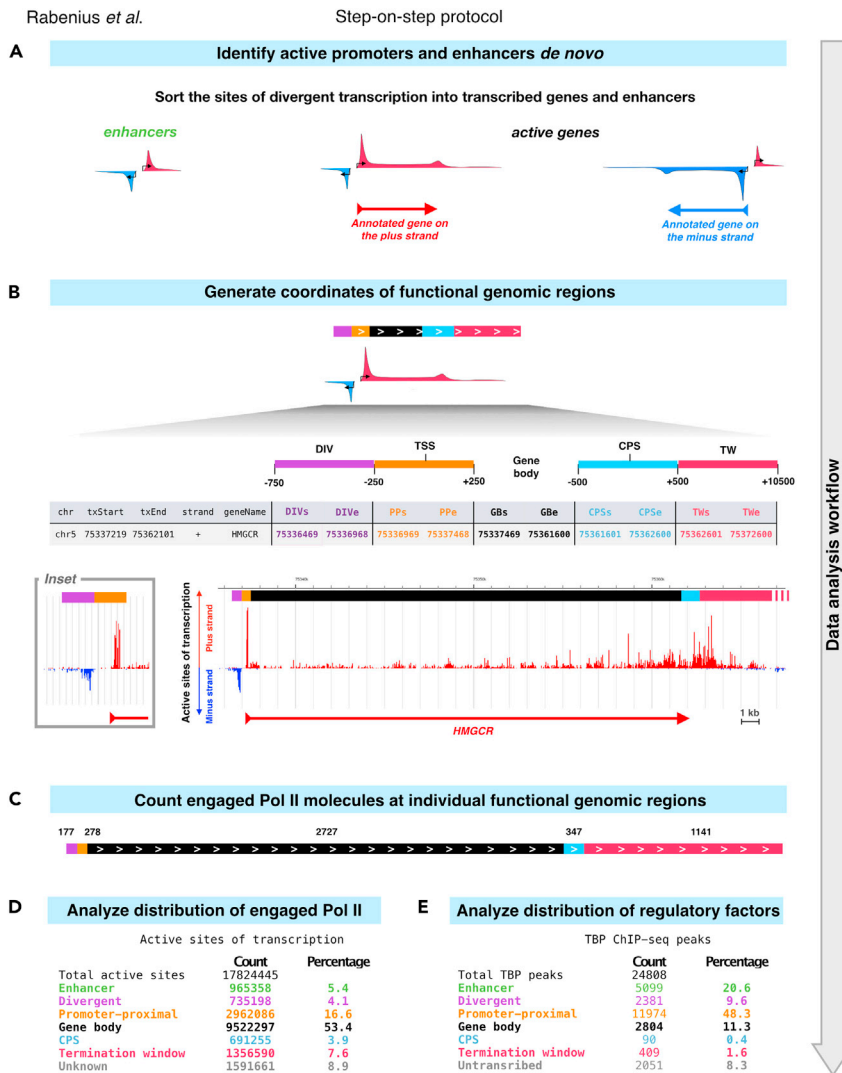 Rabenius et al.
Step-on-step protocol
A
Identify active promoters and enhancers de novo
Sort the sites of divergent transcription into transcribed genes and enhancers
enhancers
active genes
Annotated gene on
the plus strand
Annotated gene on
the minus strand
B
Generate coordinates of functional genomic regions
DIV
TSS
Gene
body
CPS
TW
-750
-250
+250
-500
+500
+10500
chr txStart txEnd strand geneName DIVs DIVe PPs PPe GBs GBe CPSs CPSe TWs TWe
chr5 75337219 75362101 + HMGCR 75336469 75336968 75336969 75337468 75337469 75361600 75361601 75362600 75362601 75372600
Inset
Active sites of transcription
Plus strand
Minus strand
HMGCR
1 kb
C
Count engaged Pol II molecules at individual functional genomic regions
177 278 2727 347 1141
D
Analyze distribution of engaged Pol II
Active sites of transcription
Count Percentage
Total active sites 17824445
Enhancer 965358 5.4
Divergent 735198 4.1
Promoter-proximal 2962086 16.6
Gene body 9522297 53.4
CPS 691255 3.9
Termination window 1356590 7.6
Unknown 1591661 8.9
E
Analyze distribution of regulatory factors
TBP ChIP-seq peaks
Count Percentage
Total TBP peaks 24808
Enhancer 5099 20.6
Divergent 2381 9.6
Promoter-proximal 11974 48.3
Gene body 2804 11.3
CPS 90 0.4
Termination window 409 1.6
Untransribed 2051 8.3
Data analysis workflow